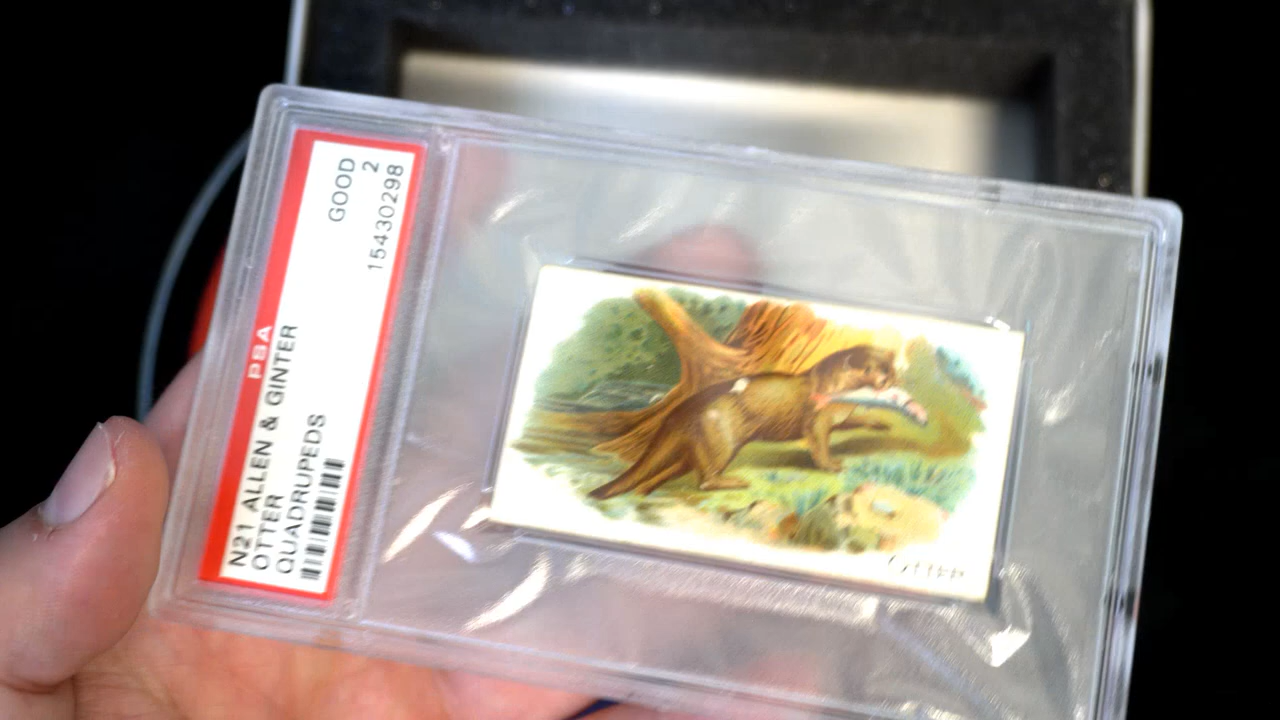 PSA
N21 ALLEN & GINTER GOOD
OTTER 2
QUADRUPEDS 15430298
OTTER